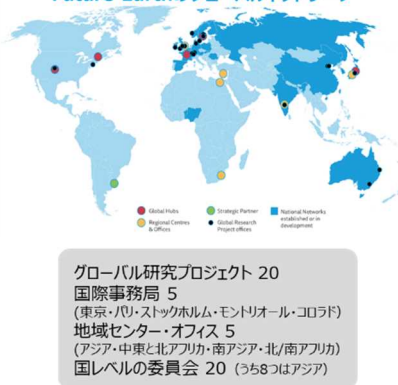 Global Hubs
Strategic Partner
National Networks
established or in
development
Regional Centres
& Offices
Global Research
Project offices
グローバル研究プロジェクト 20
国際事務局 5
(東京・パリ・ストックホルム・モントリオール・コロラド)
地域センター・オフィス 5
(アジア・中東と北アフリカ・南アジア・北/南アフリカ)
国レベルの委員会 20 (うち8つはアジア)